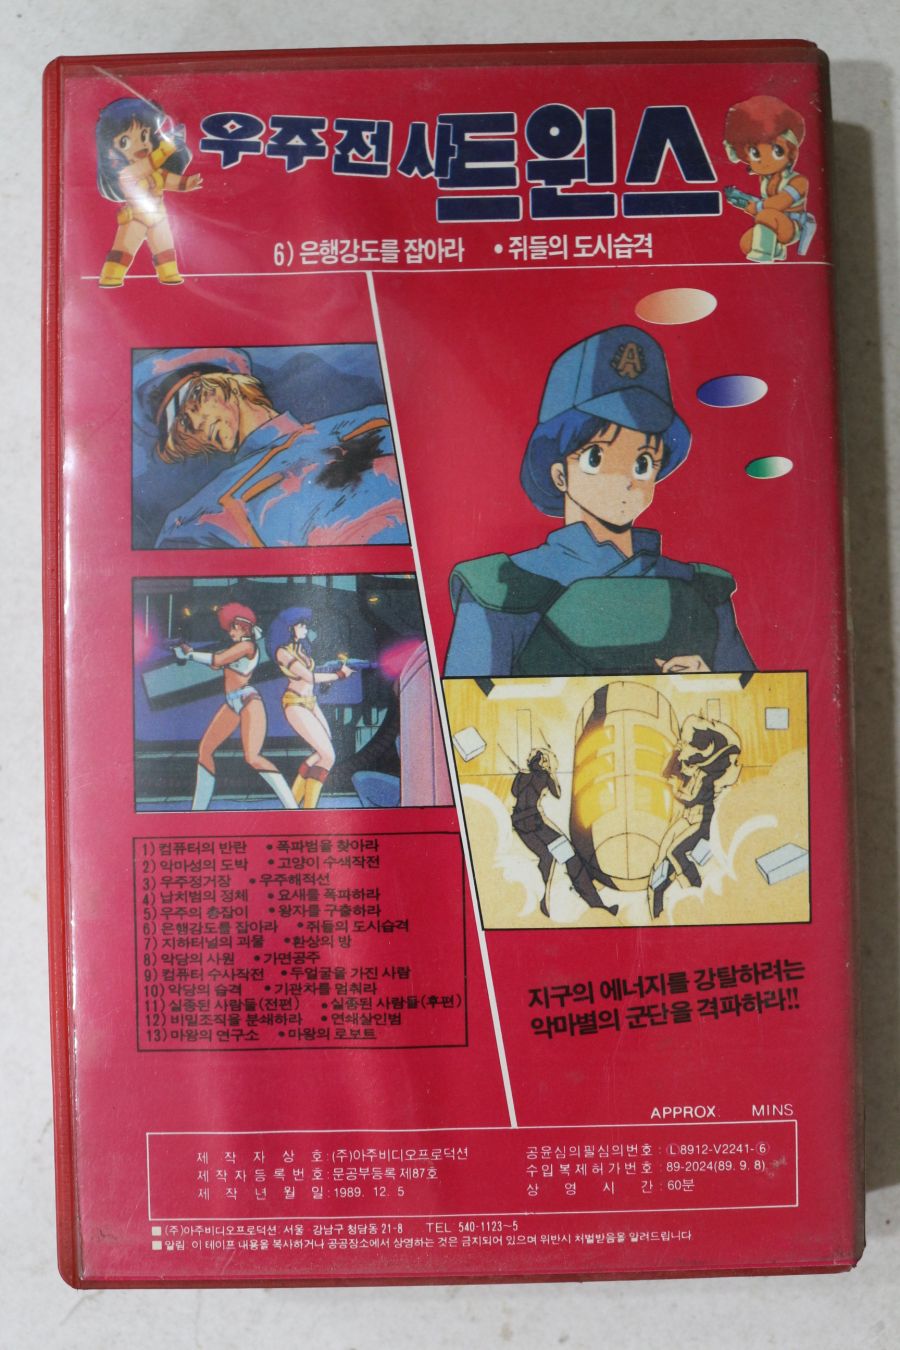 우주전사 트윈스
6) 은행강도를 잡아라 • 쥐들의 도시습격
A
1) 컴퓨터의 반란 • 폭파범을 찾아라
2) 악마성의 도박 • 고양이 수색작전
3) 우주정거장 • 우주해적선
4) 납치범의 정체 • 요새를 폭파하라
5) 우주의 총잡이 • 왕자를 구출하라
6) 은행강도를 잡아라 • 쥐들의 도시습격
7) 지하터널의 괴물 • 환상의 방
8) 악당의 사원 • 가면공주
9) 컴퓨터 수사작전 • 두얼굴을 가진 사람
10) 악당의 습격 • 기관차를 멈춰라
11) 실종된 사람들(전편) • 실종된 사람들(후편)
12) 비밀조직을 분쇄하라 • 연쇄살인범
13) 마왕의 연구소 • 마왕의 로보트
지구의 에너지를 강탈하려는
악마별의 군단을 격파하라!!
APPROX. MINS
제 작 자 상 호 : (주)아주비디오프로덕션
제 작 자 등 록 번 호 : 문공부등록 제87호
제 작 년 월 일 : 1989. 12. 5
공윤심의필심의번호 : Ⓛ8912-V2241-⑥
수입복제허가번호 : 89-2024(89. 9. 8)
상 영 시 간 : 60분
■ (주)아주비디오프로덕션 서울 강남구 청담동 21-8 TEL 540-1123~5
■ 알림: 이 테이프 내용을 복사하거나 공공장소에서 상영하는 것은 금지되어 있으며 위반시 처벌받음을 알려드립니다